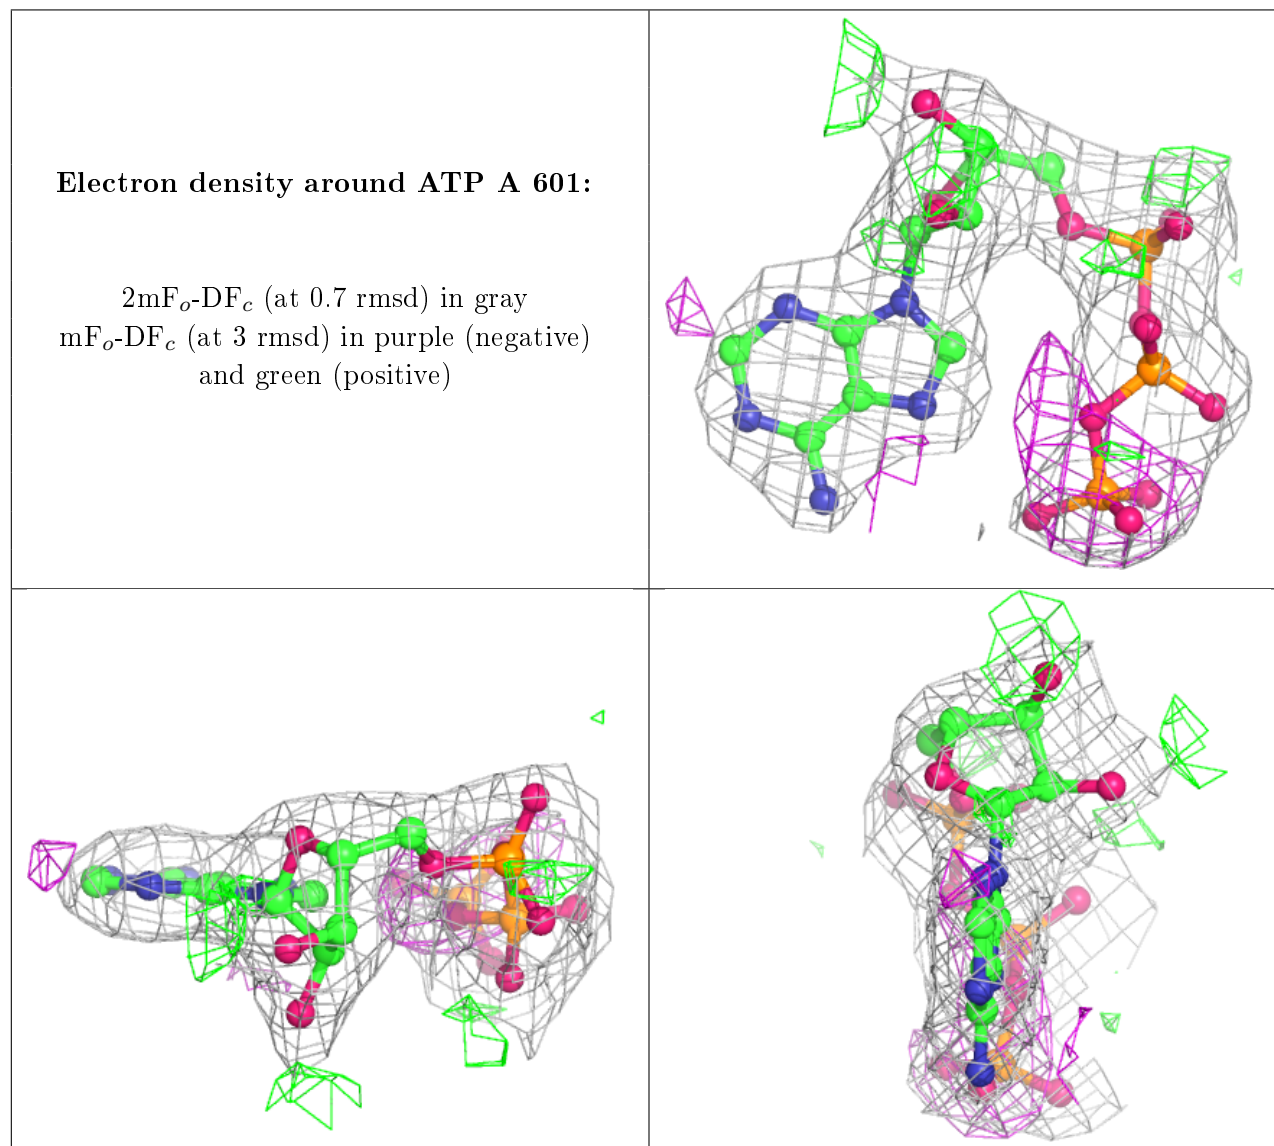 Electron density around ATP A 601:
2mFo-DFc (at 0.7 rmsd) in gray
mFo-DFc (at 3 rmsd) in purple (negative)
and green (positive)